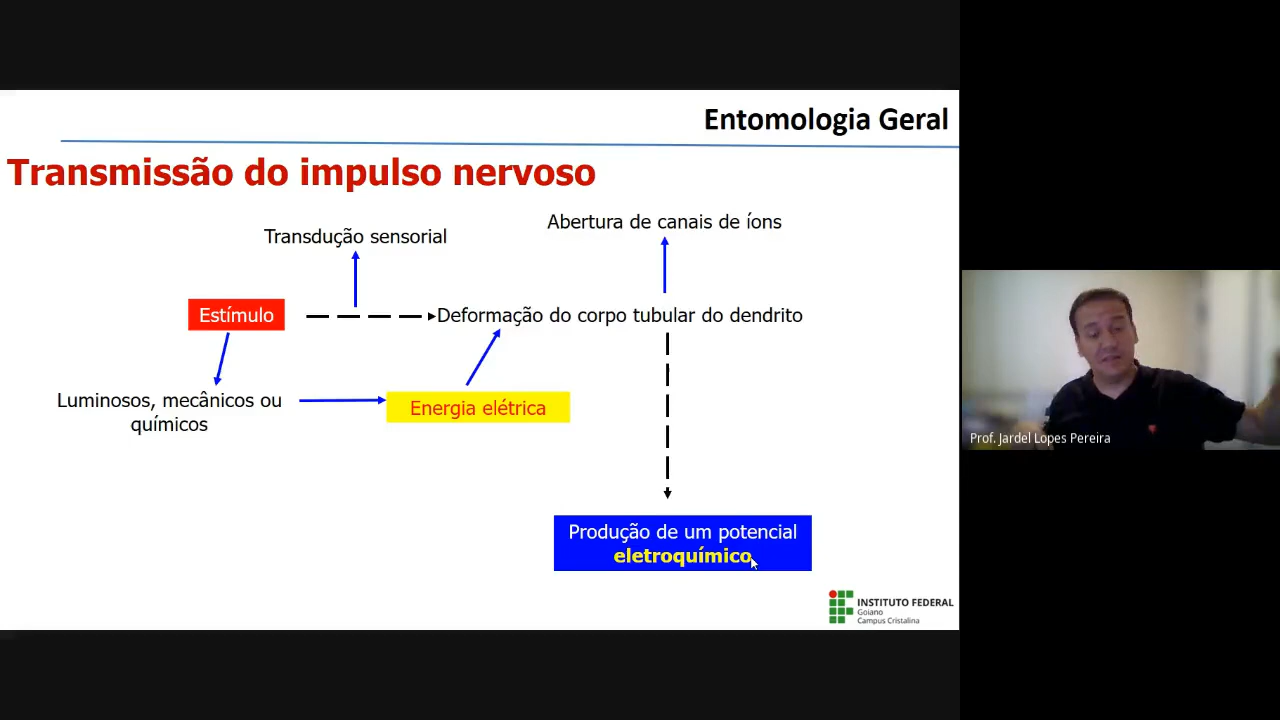 Entomologia Geral
Transmissão do impulso nervoso
Abertura de canais de íons
Transdução sensorial
Estímulo
Deformação do corpo tubular do dendrito
Luminosos, mecânicos ou
químicos
Energia elétrica
Produção de um potencial
eletroquímico
INSTITUTO FEDERAL
Goiano
Campus Cristalina
Prof. Jardel Lopes Pereira